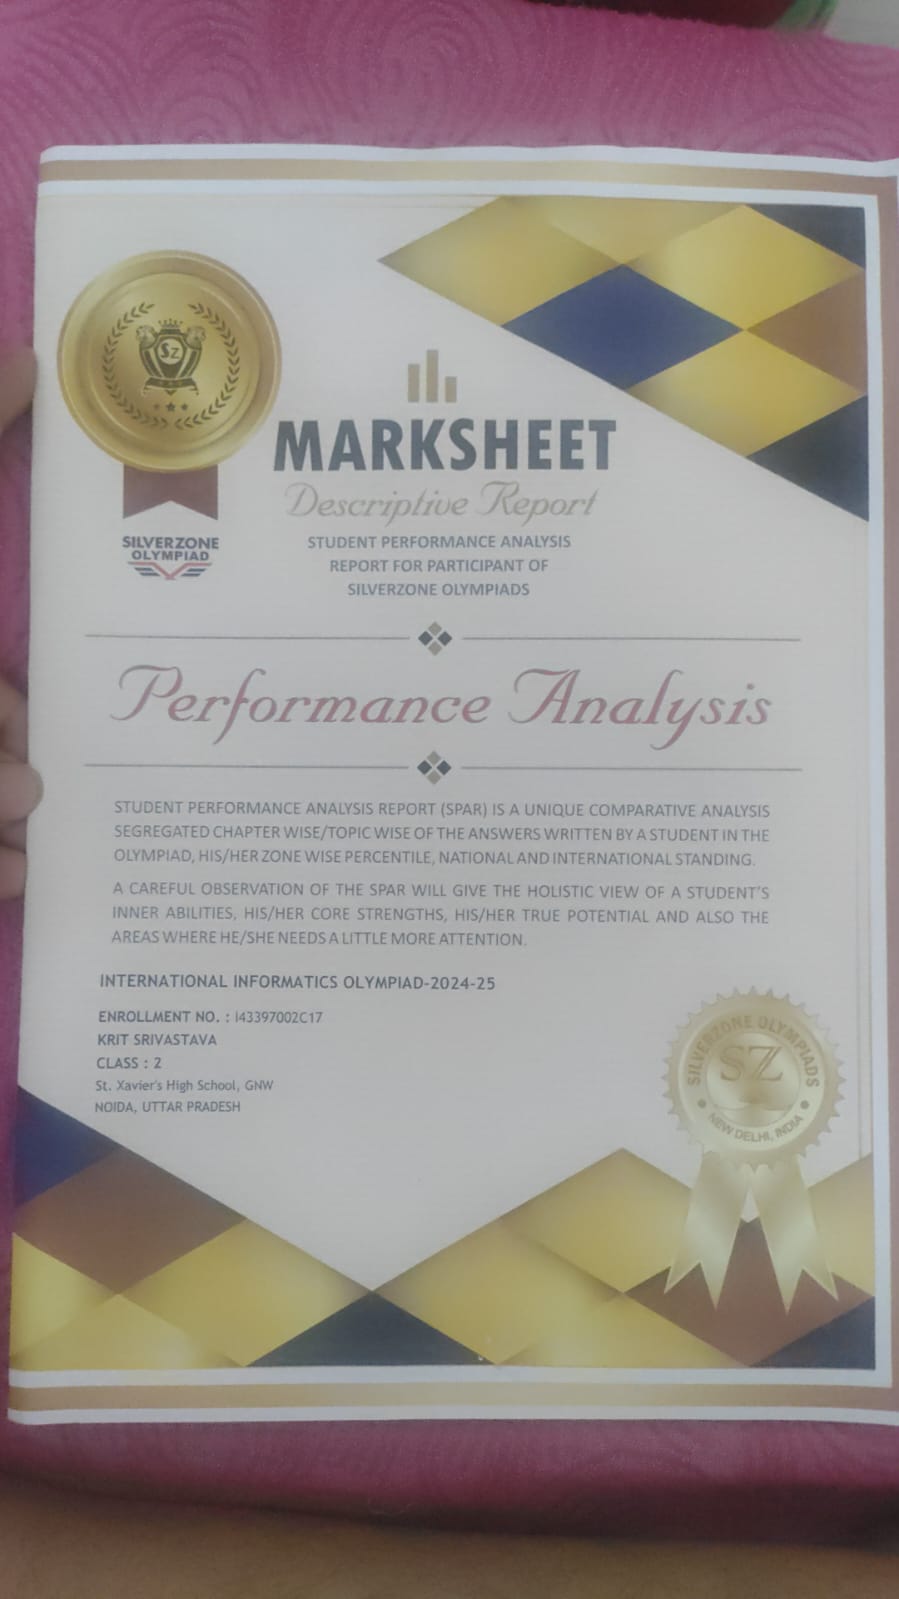 SZ
SILVERZONE
OLYMPIAD
MARKSHEET
Descriptive Report
STUDENT PERFORMANCE ANALYSIS
REPORT FOR PARTICIPANT OF
SILVERZONE OLYMPIADS
Performance Analysis
STUDENT PERFORMANCE ANALYSIS REPORT (SPAR) IS A UNIQUE COMPARATIVE ANALYSIS
SEGREGATED CHAPTER WISE/TOPIC WISE OF THE ANSWERS WRITTEN BY A STUDENT IN THE
OLYMPIAD, HIS/HER ZONE WISE PERCENTILE, NATIONAL AND INTERNATIONAL STANDING.
A CAREFUL OBSERVATION OF THE SPAR WILL GIVE THE HOLISTIC VIEW OF A STUDENT'S
INNER ABILITIES, HIS/HER CORE STRENGTHS, HIS/HER TRUE POTENTIAL AND ALSO THE
AREAS WHERE HE/SHE NEEDS A LITTLE MORE ATTENTION.
INTERNATIONAL INFORMATICS OLYMPIAD-2024-25
ENROLLMENT NO. : I43397002C17
KRIT SRIVASTAVA
CLASS : 2
St. Xavier's High School, GNW
NOIDA, UTTAR PRADESH
SILVERZONE OLYMPIADS
SZ
NEW DELHI, INDIA